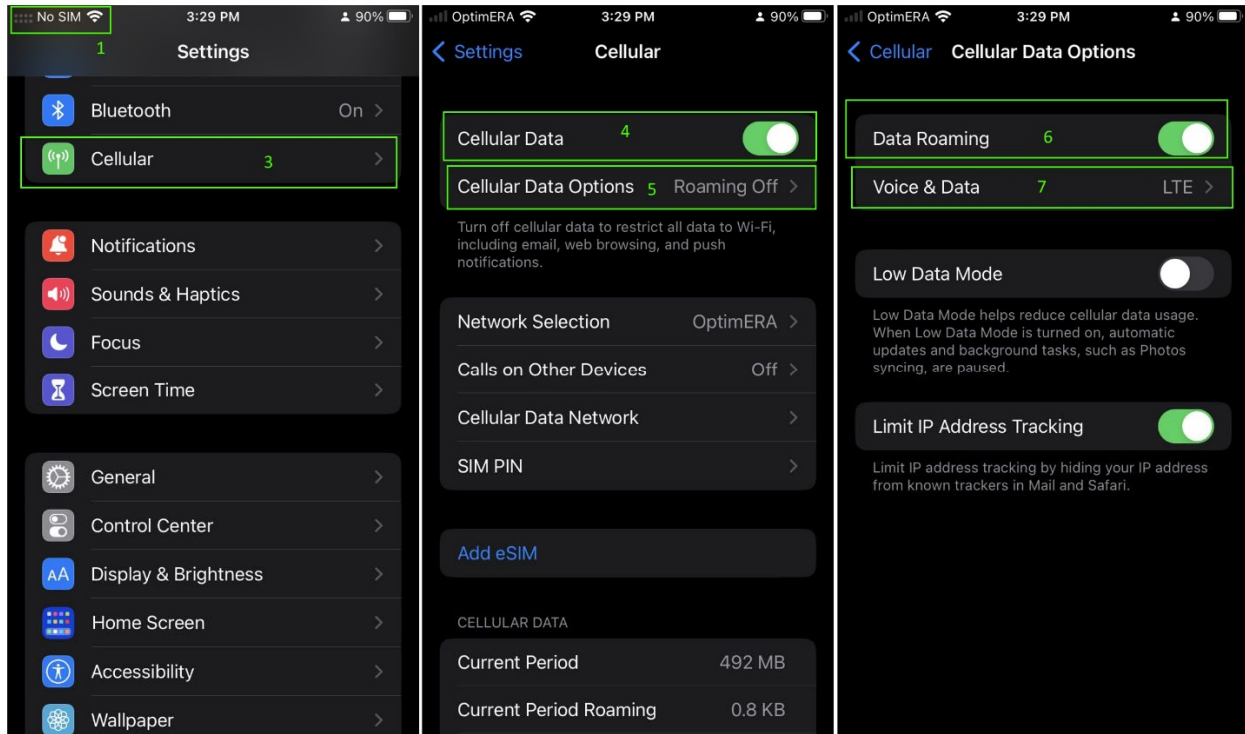 No SIM 3:29 PM 90%
1
Settings
Bluetooth On
Cellular 3
Notifications
Sounds & Haptics
Focus
Screen Time
General
Control Center
AA Display & Brightness
Home Screen
Accessibility
Wallpaper
OptimERA 3:29 PM 90%
Settings Cellular
Cellular Data 4
Cellular Data Options 5 Roaming Off
Turn off cellular data to restrict all data to Wi-Fi,
including email, web browsing, and push
notifications.
Network Selection OptimERA
Calls on Other Devices Off
Cellular Data Network
SIM PIN
Add eSIM
CELLULAR DATA
Current Period 492 MB
Current Period Roaming 0.8 KB
OptimERA 3:29 PM 90%
Cellular Cellular Data Options
Data Roaming 6
Voice & Data 7 LTE
Low Data Mode
Low Data Mode helps reduce cellular data usage.
When Low Data Mode is turned on, automatic
updates and background tasks, such as Photos
syncing, are paused.
Limit IP Address Tracking
Limit IP address tracking by hiding your IP address
from known trackers in Mail and Safari.